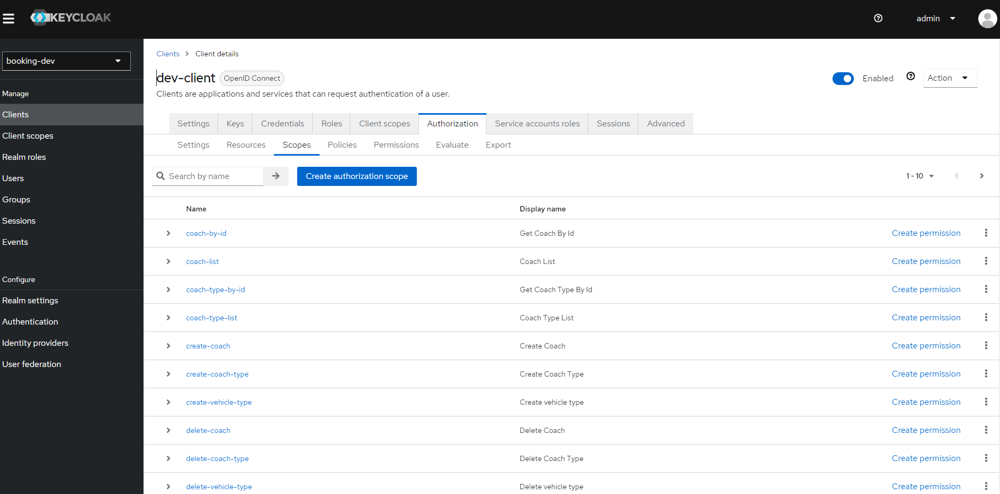 KEYCLOAK
admin
booking-dev
Manage
Clients
Client scopes
Realm roles
Users
Groups
Sessions
Events
Configure
Realm settings
Authentication
Identity providers
User federation
Clients Client details
dev-client OpenID Connect
Enabled Action
Clients are applications and services that can request authentication of a user.
Settings Keys Credentials Roles Client scopes Authorization Service accounts roles Sessions Advanced
Settings Resources Scopes Policies Permissions Evaluate Export
Search by name Create authorization scope 1 - 10
Name Display name
coach-by-id Get Coach By Id Create permission
coach-list Coach List Create permission
coach-type-by-id Get Coach Type By Id Create permission
coach-type-list Coach Type List Create permission
create-coach Create Coach Create permission
create-coach-type Create Coach Type Create permission
create-vehicle-type Create vehicle type Create permission
delete-coach Delete Coach Create permission
delete-coach-type Delete Coach Type Create permission
delete-vehicle-type Delete vehicle type Create permission